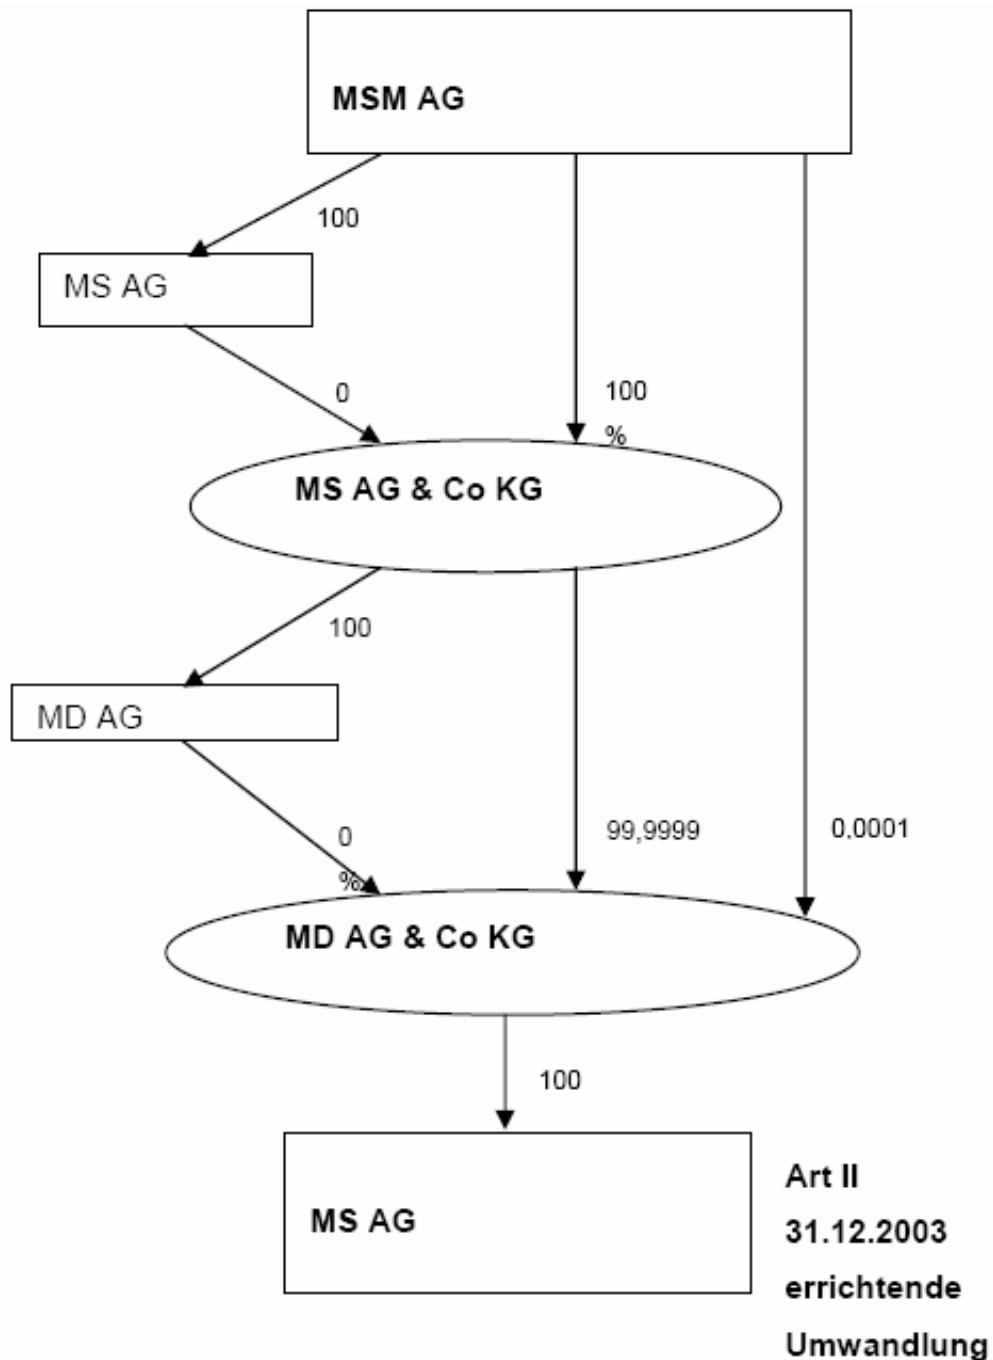 MSM AG
100
MS AG
0
100
%
MS AG & Co KG
100
MD AG
0
%
99,9999
0,0001
MD AG & Co KG
100
MS AG
Art II
31.12.2003
errichtende
Umwandlung